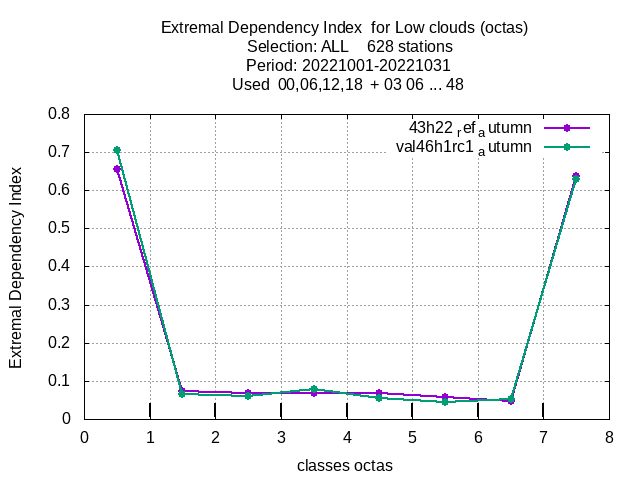 Extremal Dependency Index  for Low clouds (octas)
Selection: ALL    628 stations
Period: 20221001-20221031
Used  00,06,12,18  + 03 06 ... 48
43h22 ref autumn
val46h1rc1 autumn
Extremal Dependency Index
0.8
0.7
0.6
0.5
0.4
0.3
0.2
0.1
0
0 1 2 3 4 5 6 7 8
classes octas